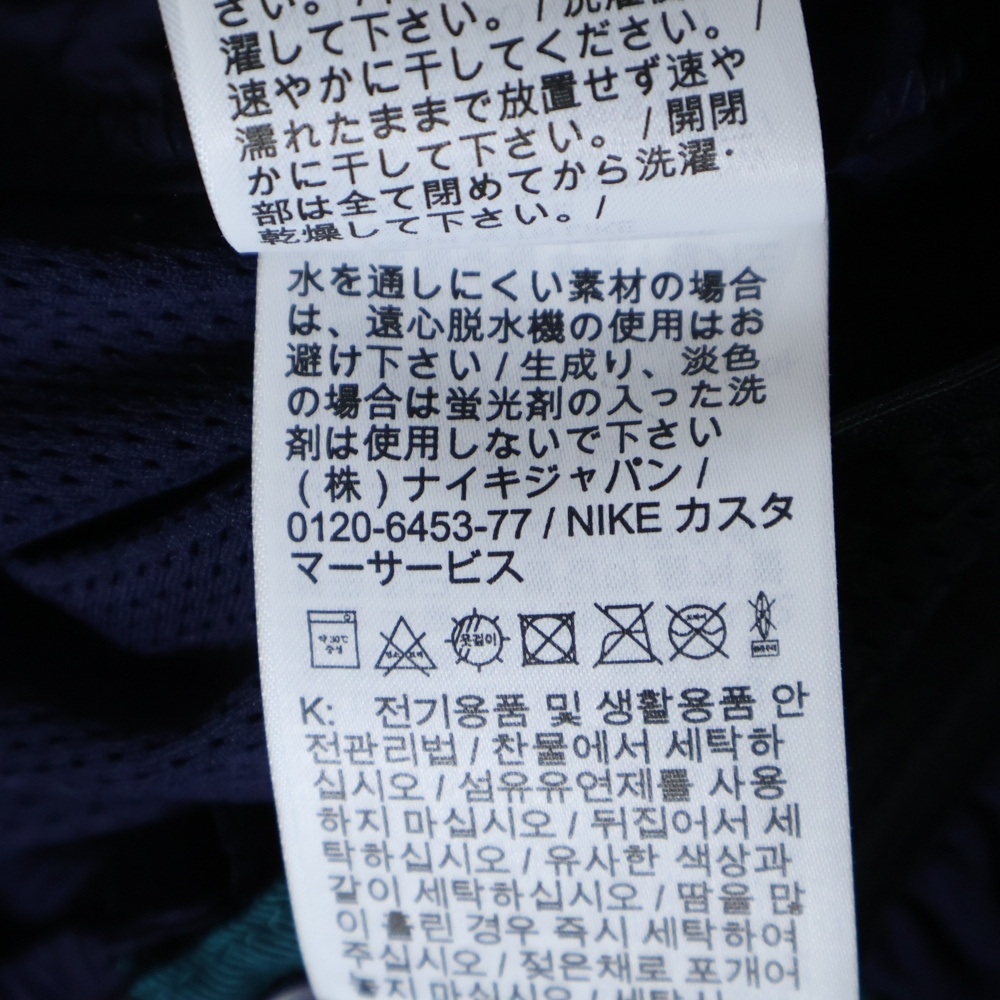 さい。
濯して下さい。 / 洗濯
速やかに干してください。 /
濡れたままで放置せず速や
かに干して下さい。 / 開閉
部は全て閉めてから洗濯・
乾燥して下さい。 /
水を通しにくい素材の場合
は、遠心脱水機の使用はお
避け下さい / 生成り、淡色
の場合は蛍光剤の入った洗
剤は使用しないで下さい
(株) ナイキジャパン /
0120-6453-77 / NIKE カスタ
マーサービス
약 30℃ 중성 옷걸이
K: 전기용품 및 생활용품 안
전관리법 / 찬물에서 세탁하
십시오 / 섬유유연제를 사용
하지 마십시오 / 뒤집어서 세
탁하십시오 / 유사한 색상과
같이 세탁하십시오 / 땀을 많
이 흘린 경우 즉시 세탁하여
주십시오 / 젖은채로 포개어